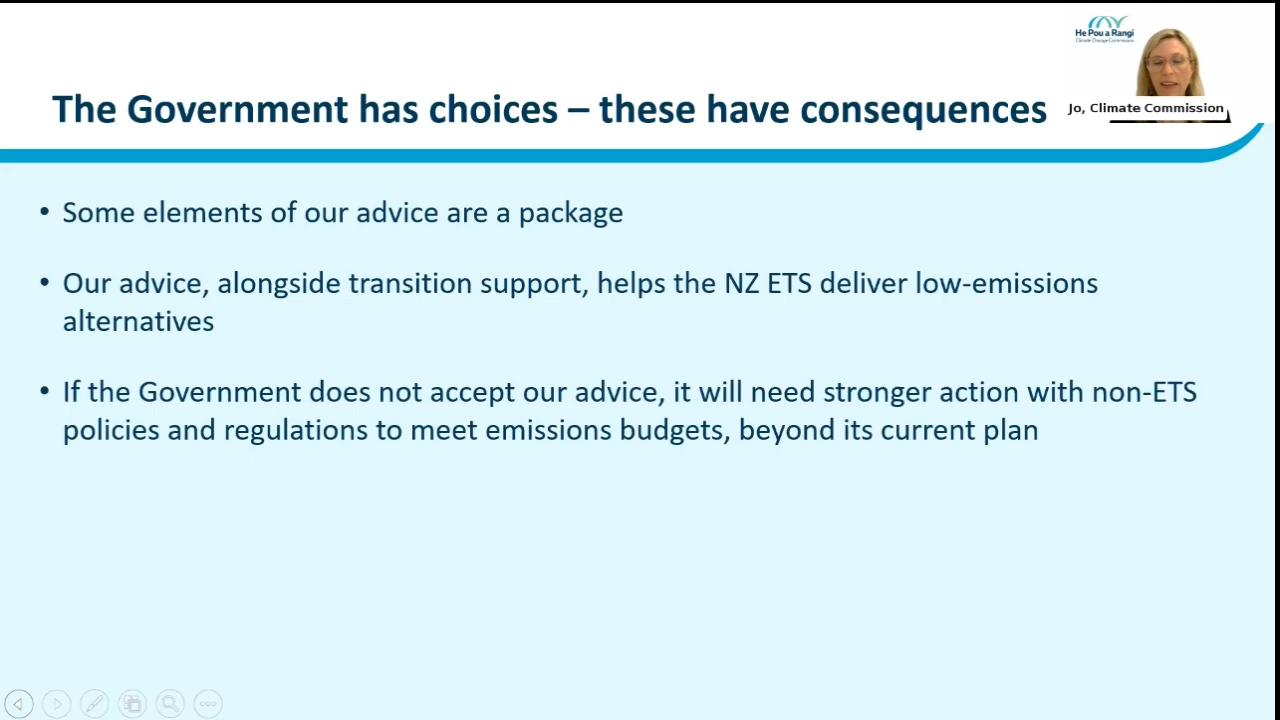 He Pou a Rangi
Climate Change Commission
Jo, Climate Commission
The Government has choices – these have consequences
• Some elements of our advice are a package
• Our advice, alongside transition support, helps the NZ ETS deliver low-emissions
alternatives
• If the Government does not accept our advice, it will need stronger action with non-ETS
policies and regulations to meet emissions budgets, beyond its current plan